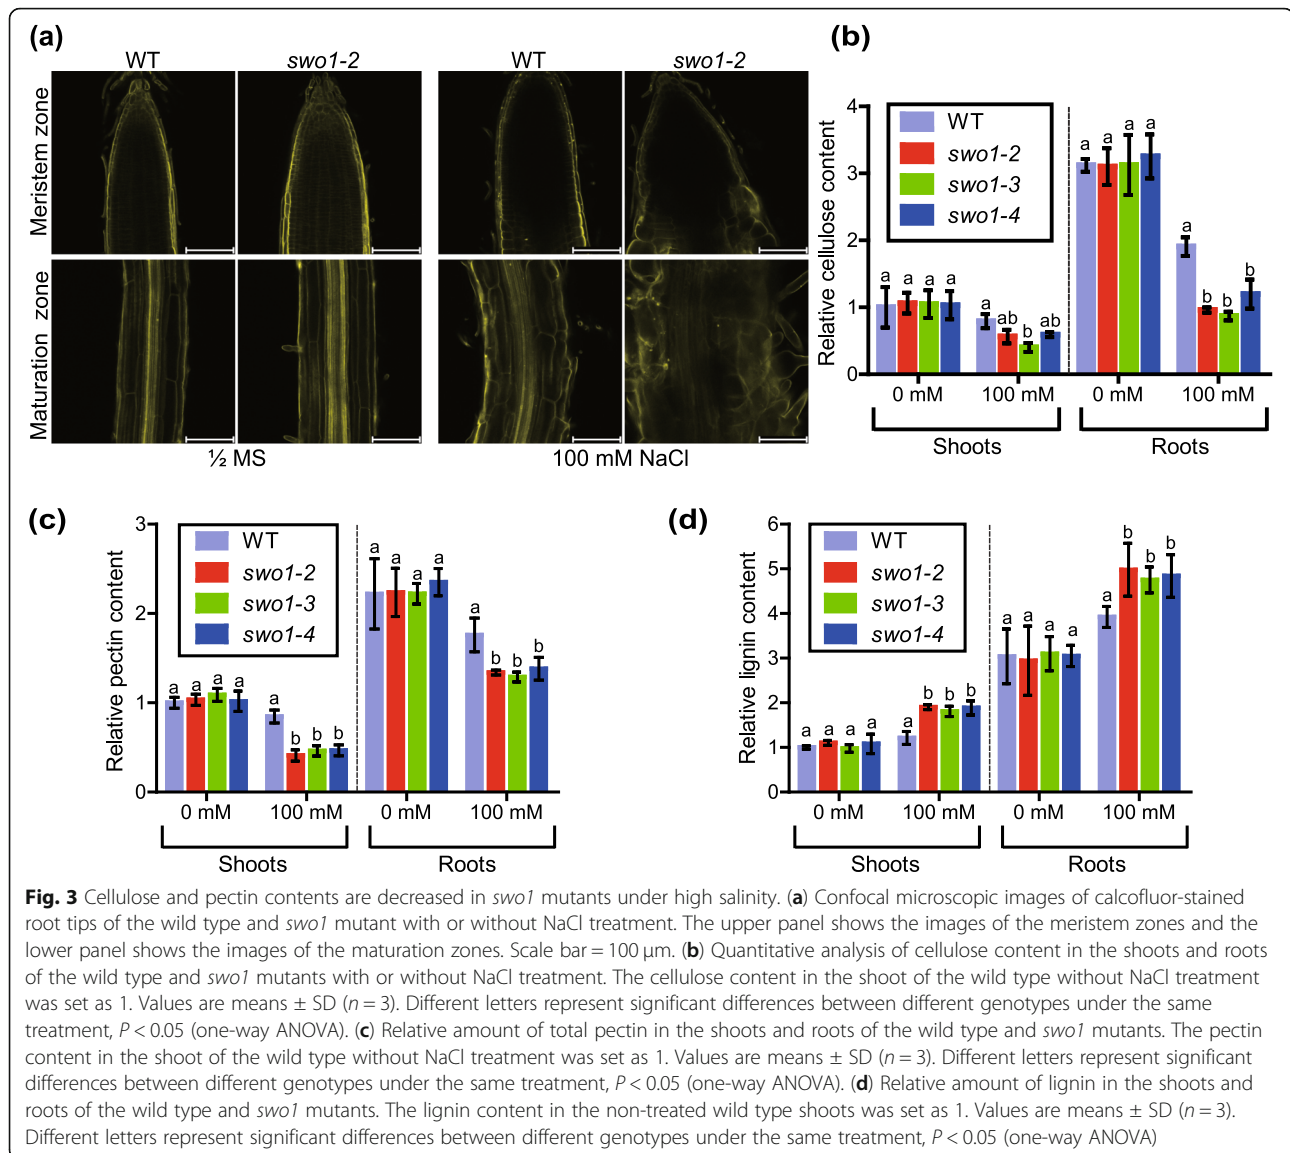 (a)
WT
swo1-2
WT
swo1-2
Meristem zone
Maturation zone
½ MS
100 mM NaCl
(b)
WT
swo1-2
swo1-3
swo1-4
Relative cellulose content
4
3
2
1
0
a a a a
a ab b ab
a a a a
a b b b
0 mM 100 mM 0 mM 100 mM
Shoots Roots
(c)
WT
swo1-2
swo1-3
swo1-4
Relative pectin content
3
2
1
0
a a a a
a b b b
a a a a
a b b b
0 mM 100 mM 0 mM 100 mM
Shoots Roots
(d)
WT
swo1-2
swo1-3
swo1-4
Relative lignin content
6
5
4
3
2
1
0
a a a a
a b b b
a a a a
a b b b
0 mM 100 mM 0 mM 100 mM
Shoots Roots
Fig. 3 Cellulose and pectin contents are decreased in swo1 mutants under high salinity. (a) Confocal microscopic images of calcofluor-stained
root tips of the wild type and swo1 mutant with or without NaCl treatment. The upper panel shows the images of the meristem zones and the
lower panel shows the images of the maturation zones. Scale bar = 100 μm. (b) Quantitative analysis of cellulose content in the shoots and roots
of the wild type and swo1 mutants with or without NaCl treatment. The cellulose content in the shoot of the wild type without NaCl treatment
was set as 1. Values are means ± SD (n = 3). Different letters represent significant differences between different genotypes under the same
treatment, P < 0.05 (one-way ANOVA). (c) Relative amount of total pectin in the shoots and roots of the wild type and swo1 mutants. The pectin
content in the shoot of the wild type without NaCl treatment was set as 1. Values are means ± SD (n = 3). Different letters represent significant
differences between different genotypes under the same treatment, P < 0.05 (one-way ANOVA). (d) Relative amount of lignin in the shoots and
roots of the wild type and swo1 mutants. The lignin content in the non-treated wild type shoots was set as 1. Values are means ± SD (n = 3).
Different letters represent significant differences between different genotypes under the same treatment, P < 0.05 (one-way ANOVA)